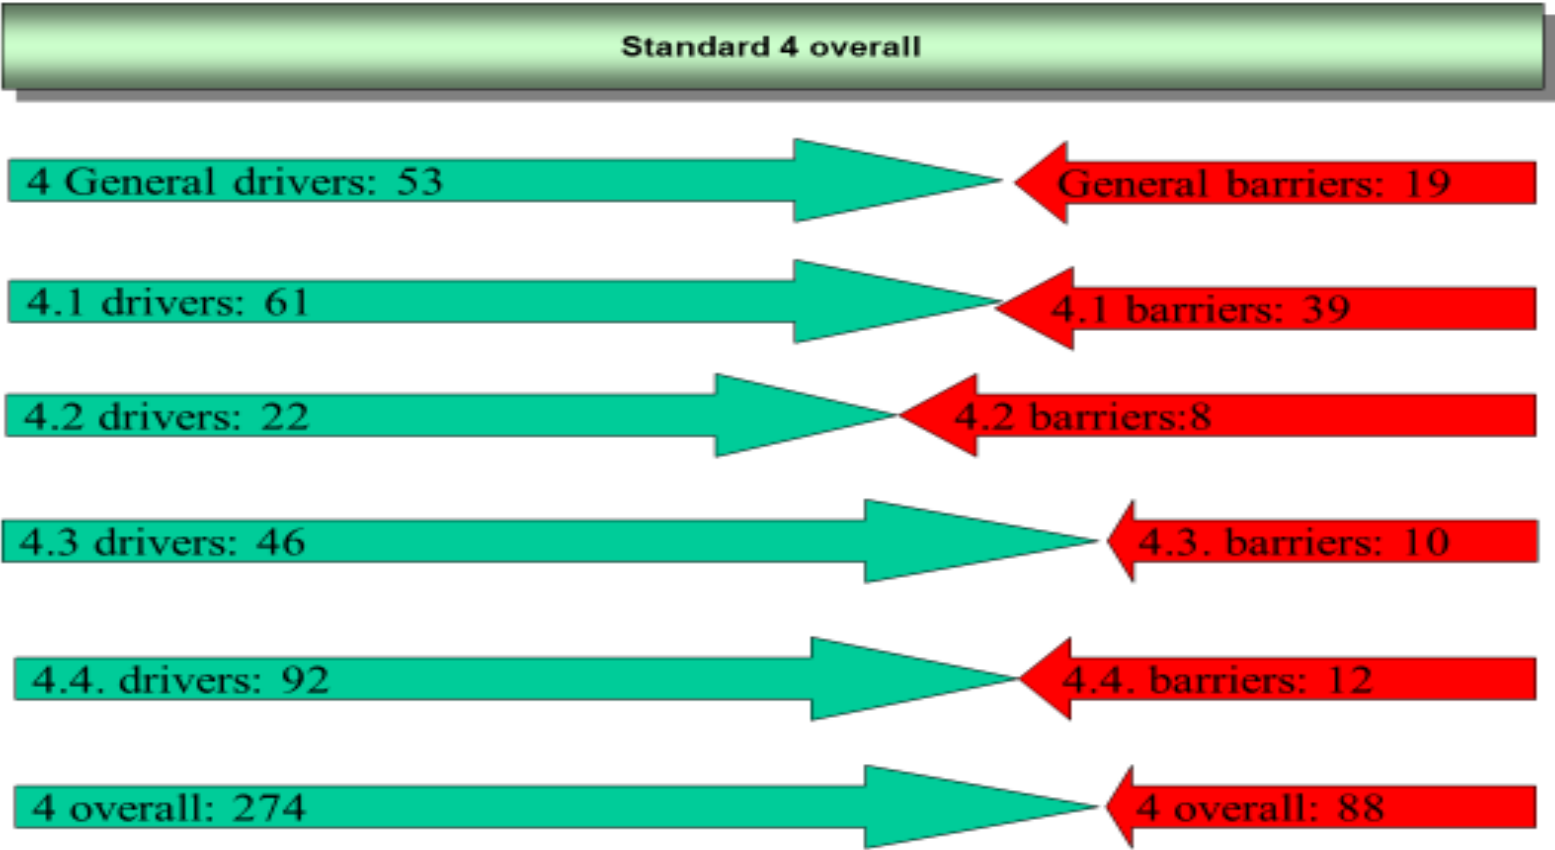 Standard 4 overall
4 General drivers: 53
General barriers: 19
4.1 drivers: 61
4.1 barriers: 39
4.2 drivers: 22
4.2 barriers:8
4.3 drivers: 46
4.3. barriers: 10
4.4. drivers: 92
4.4. barriers: 12
4 overall: 274
4 overall: 88